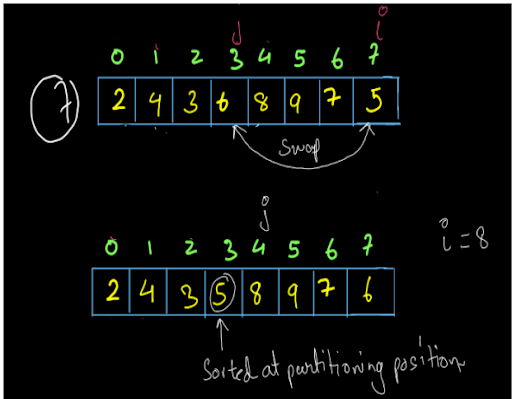 j i
0 1 2 3 4 5 6 7
7 2 4 3 6 8 9 7 5
Swap
j
0 1 2 3 4 5 6 7 i=8
2 4 3 5 8 9 7 6
Sorted at partitioning position